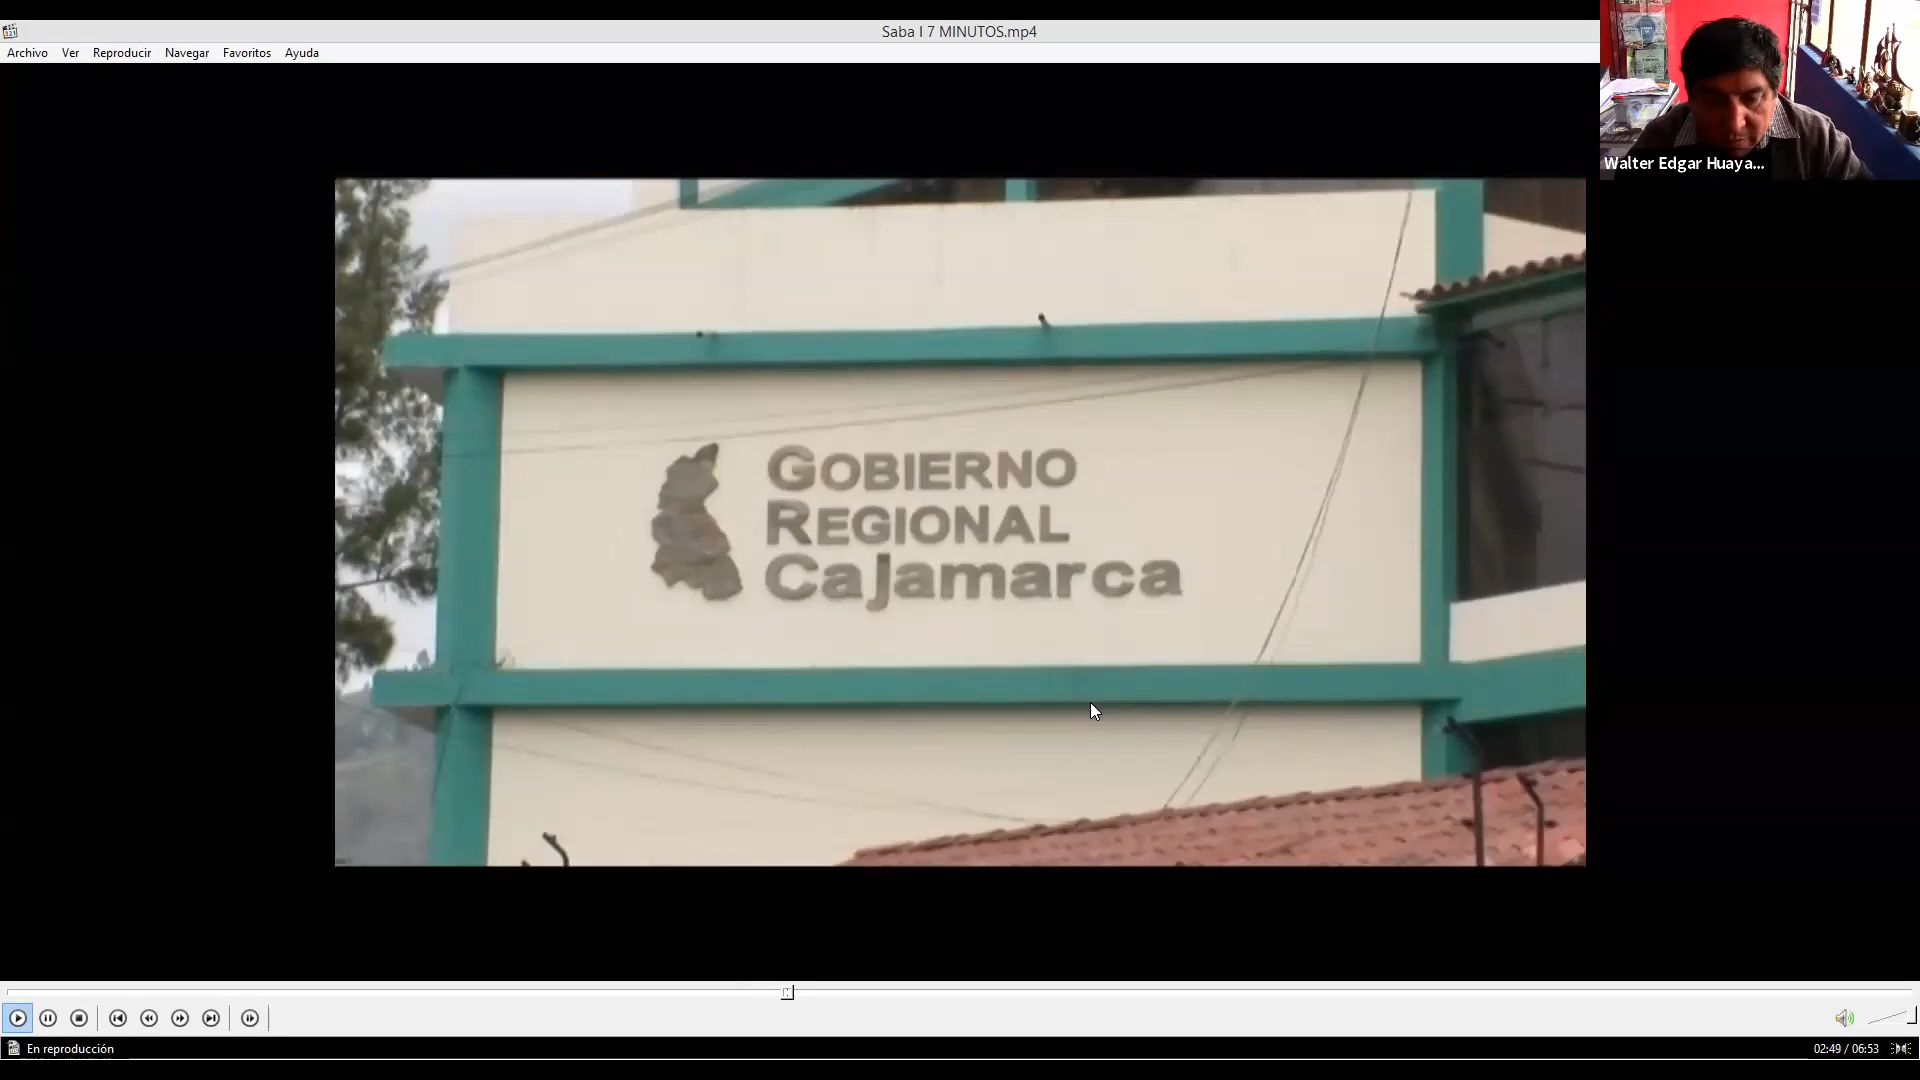 Saba I 7 MINUTOS.mp4
Archivo Ver Reproducir Navegar Favoritos Ayuda
Walter Edgar Huaya...
GOBIERNO
REGIONAL
Cajamarca
En reproducción
02:49 / 06:53